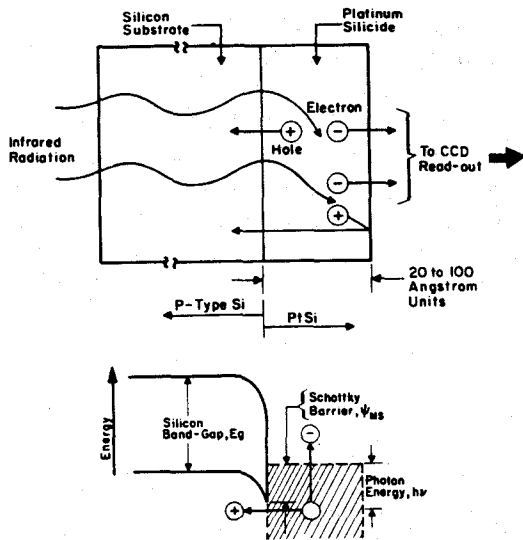 Silicon
Substrate
Platinum
Silicide
Infrared
Radiation
Electron
+
−
Hole
−
+
To CCD
Read-out
20 to 100
Angstrom
Units
P-Type Si
PtSi
Energy
Silicon
Band-Gap, Eg
Schottky
Barrier, ΨMS
−
+
Photon
Energy, hν